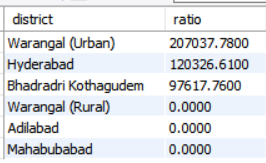 district ratio
Warangal (Urban) 207037.7800
Hyderabad 120326.6100
Bhadradri Kothagudem 97617.7600
Warangal (Rural) 0.0000
Adilabad 0.0000
Mahabubabad 0.0000